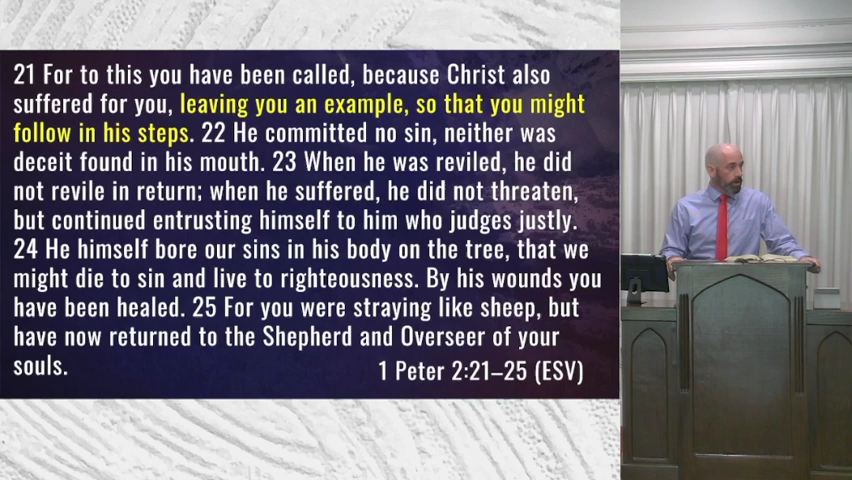 21 For to this you have been called, because Christ also
suffered for you, leaving you an example, so that you might
follow in his steps. 22 He committed no sin, neither was
deceit found in his mouth. 23 When he was reviled, he did
not revile in return; when he suffered, he did not threaten,
but continued entrusting himself to him who judges justly.
24 He himself bore our sins in his body on the tree, that we
might die to sin and live to righteousness. By his wounds you
have been healed. 25 For you were straying like sheep, but
have now returned to the Shepherd and Overseer of your
souls.
1 Peter 2:21–25 (ESV)